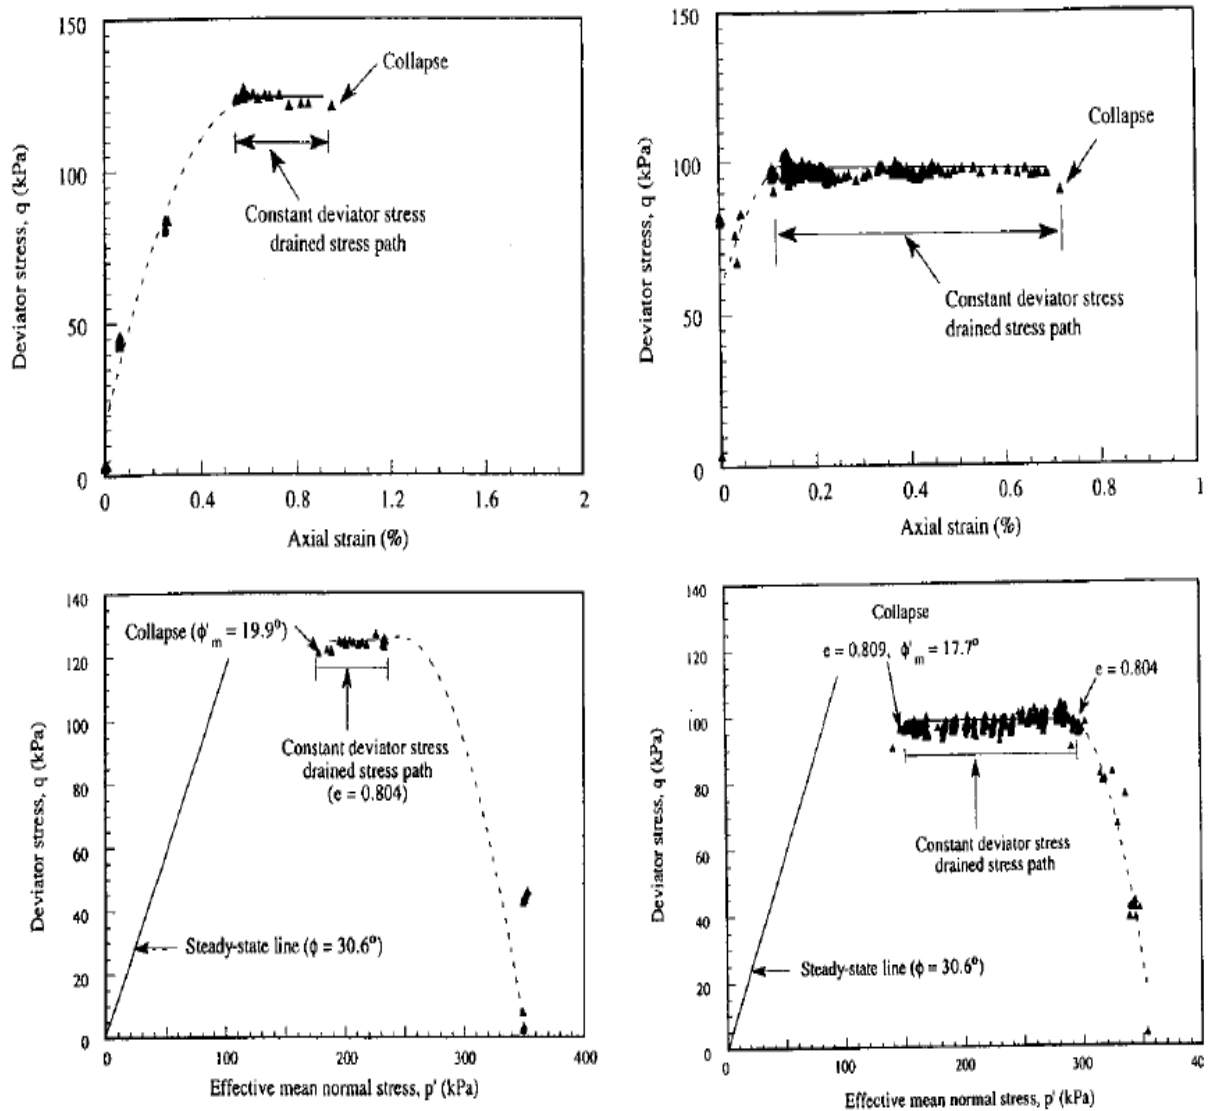 150
100
50
0
Deviator stress, q (kPa)
Collapse
Constant deviator stress
drained stress path
0 0.4 0.8 1.2 1.6 2
Axial strain (%)
150
100
50
0
Deviator stress, q (kPa)
Collapse
Constant deviator stress
drained stress path
0 0.2 0.4 0.6 0.8 1
Axial strain (%)
140
120
100
80
60
40
20
0
Deviator stress, q (kPa)
Collapse (ϕ'm = 19.9°)
Constant deviator stress
drained stress path
(e = 0.804)
Steady-state line (ϕ = 30.6°)
0 100 200 300 400
Effective mean normal stress, p' (kPa)
140
120
100
80
60
40
20
0
Deviator stress, q (kPa)
Collapse
e = 0.809, ϕ'm = 17.7°
e = 0.804
Constant deviator stress
drained stress path
Steady-state line (ϕ = 30.6°)
0 100 200 300 40
Effective mean normal stress, p' (kPa)